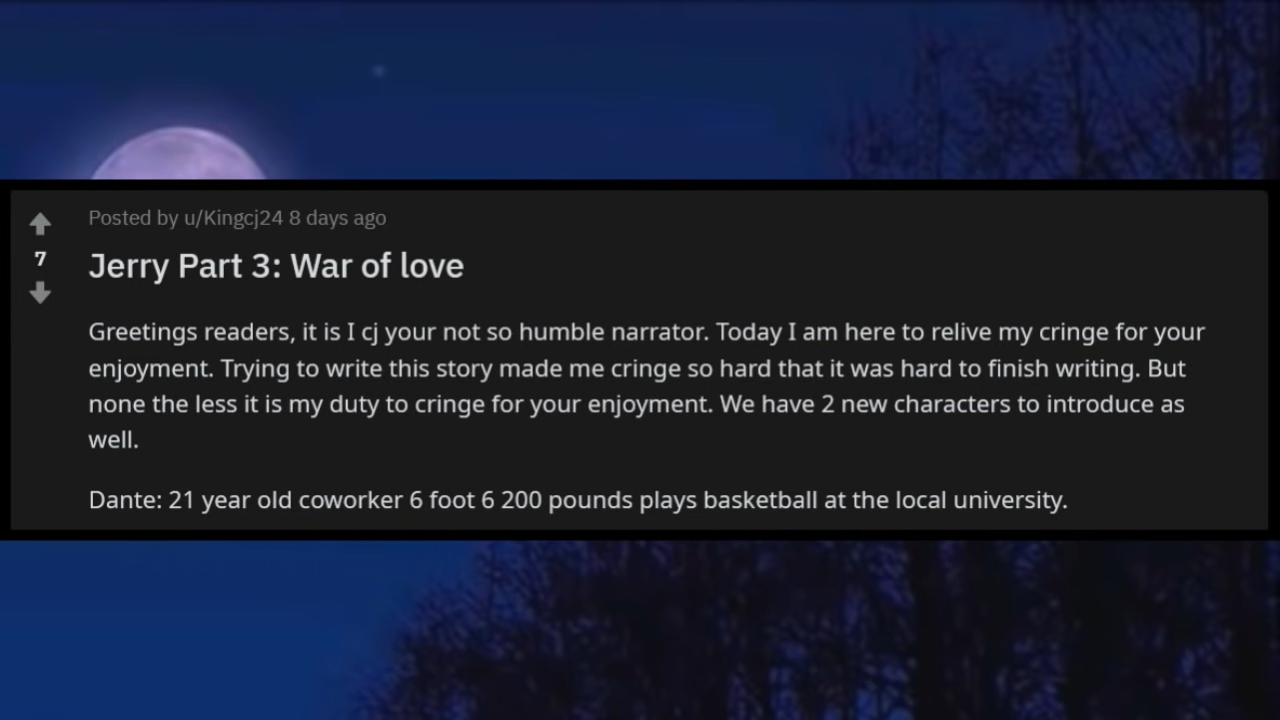 Posted by u/Kingcj24 8 days ago
7
Jerry Part 3: War of love
Greetings readers, it is I cj your not so humble narrator. Today I am here to relive my cringe for your
enjoyment. Trying to write this story made me cringe so hard that it was hard to finish writing. But
none the less it is my duty to cringe for your enjoyment. We have 2 new characters to introduce as
well.
Dante: 21 year old coworker 6 foot 6 200 pounds plays basketball at the local university.